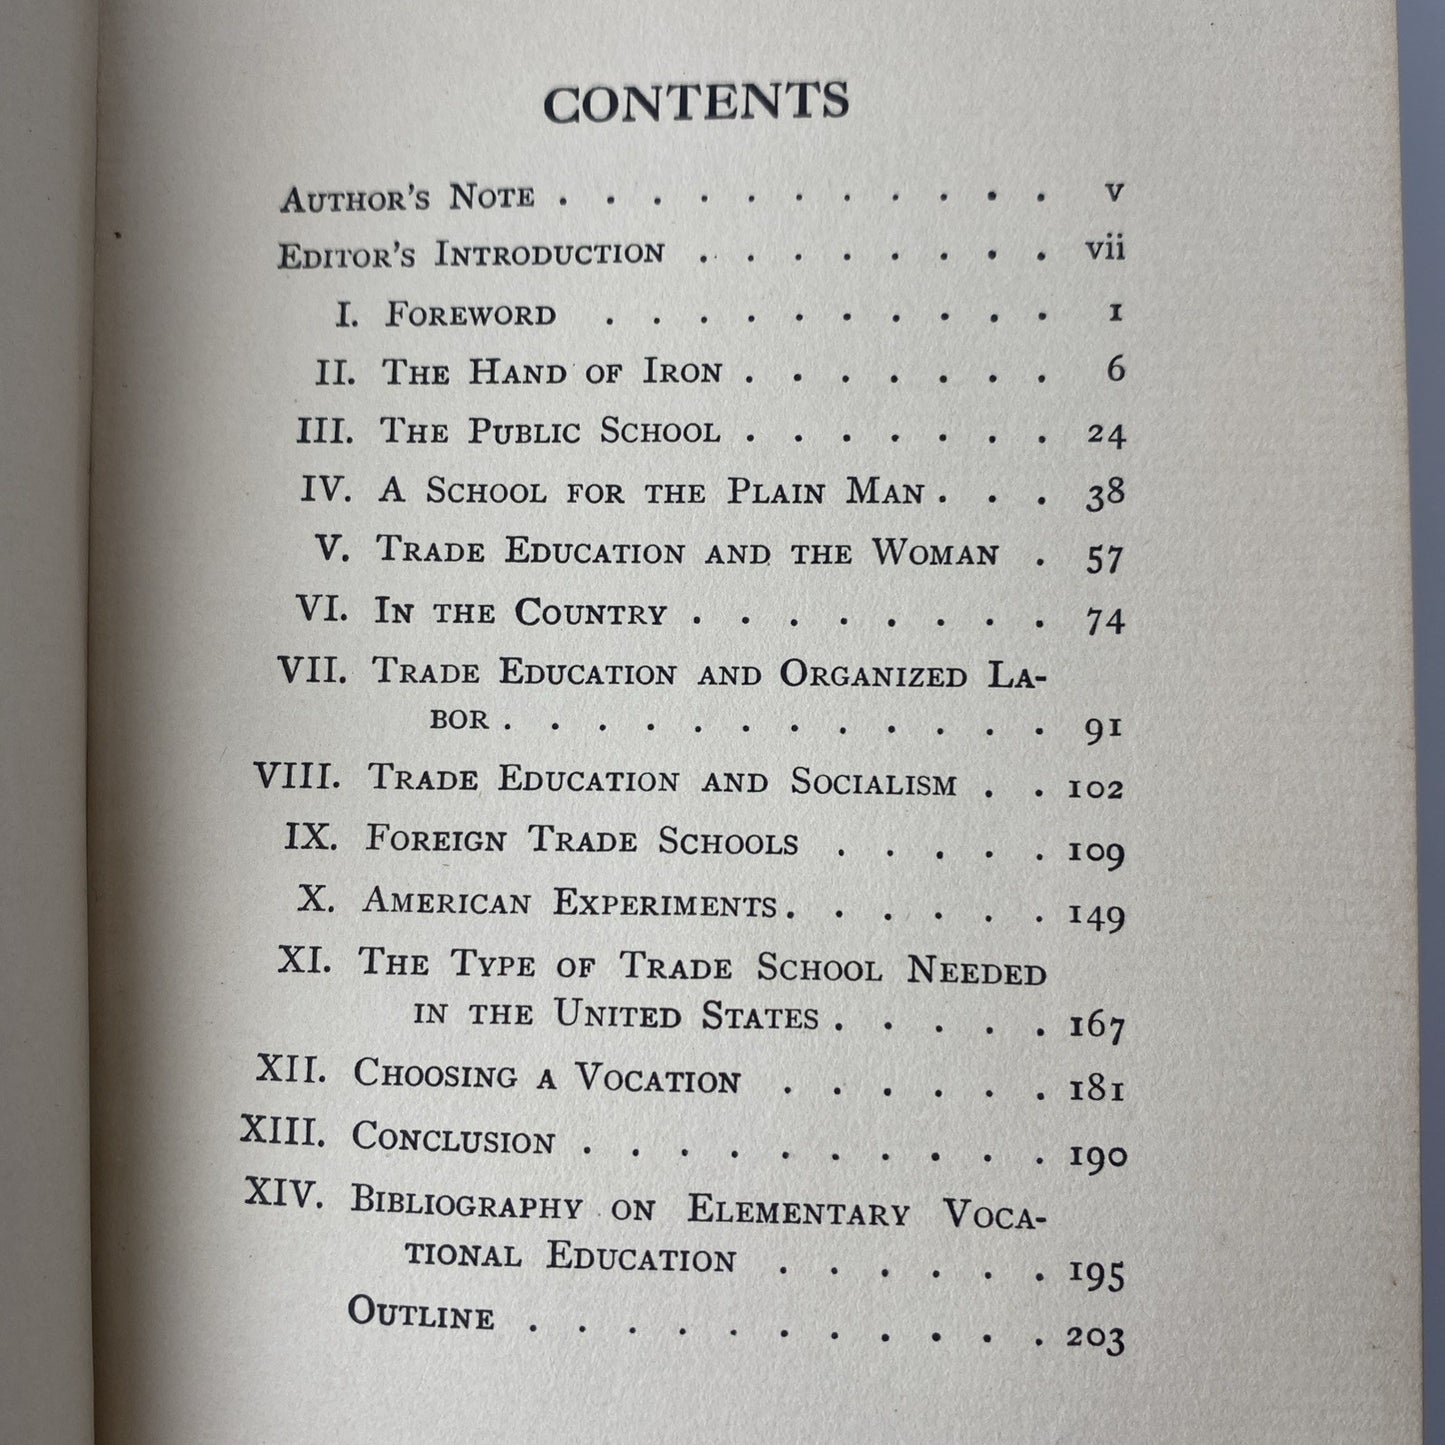 CONTENTS
AUTHOR'S NOTE . . . . . . . . . . . v
EDITOR'S INTRODUCTION . . . . . . . . vii
I. FOREWORD . . . . . . . . . . 1
II. THE HAND OF IRON . . . . . . . 6
III. THE PUBLIC SCHOOL . . . . . . . 24
IV. A SCHOOL FOR THE PLAIN MAN . . . 38
V. TRADE EDUCATION AND THE WOMAN . 57
VI. IN THE COUNTRY . . . . . . . . 74
VII. TRADE EDUCATION AND ORGANIZED LA-
BOR . . . . . . . . . . . . 91
VIII. TRADE EDUCATION AND SOCIALISM . . 102
IX. FOREIGN TRADE SCHOOLS . . . . . 109
X. AMERICAN EXPERIMENTS . . . . . . 149
XI. THE TYPE OF TRADE SCHOOL NEEDED
IN THE UNITED STATES . . . . . 167
XII. CHOOSING A VOCATION . . . . . . 181
XIII. CONCLUSION . . . . . . . . . . 190
XIV. BIBLIOGRAPHY ON ELEMENTARY VOCA-
TIONAL EDUCATION . . . . . . 195
OUTLINE . . . . . . . . . . . 203